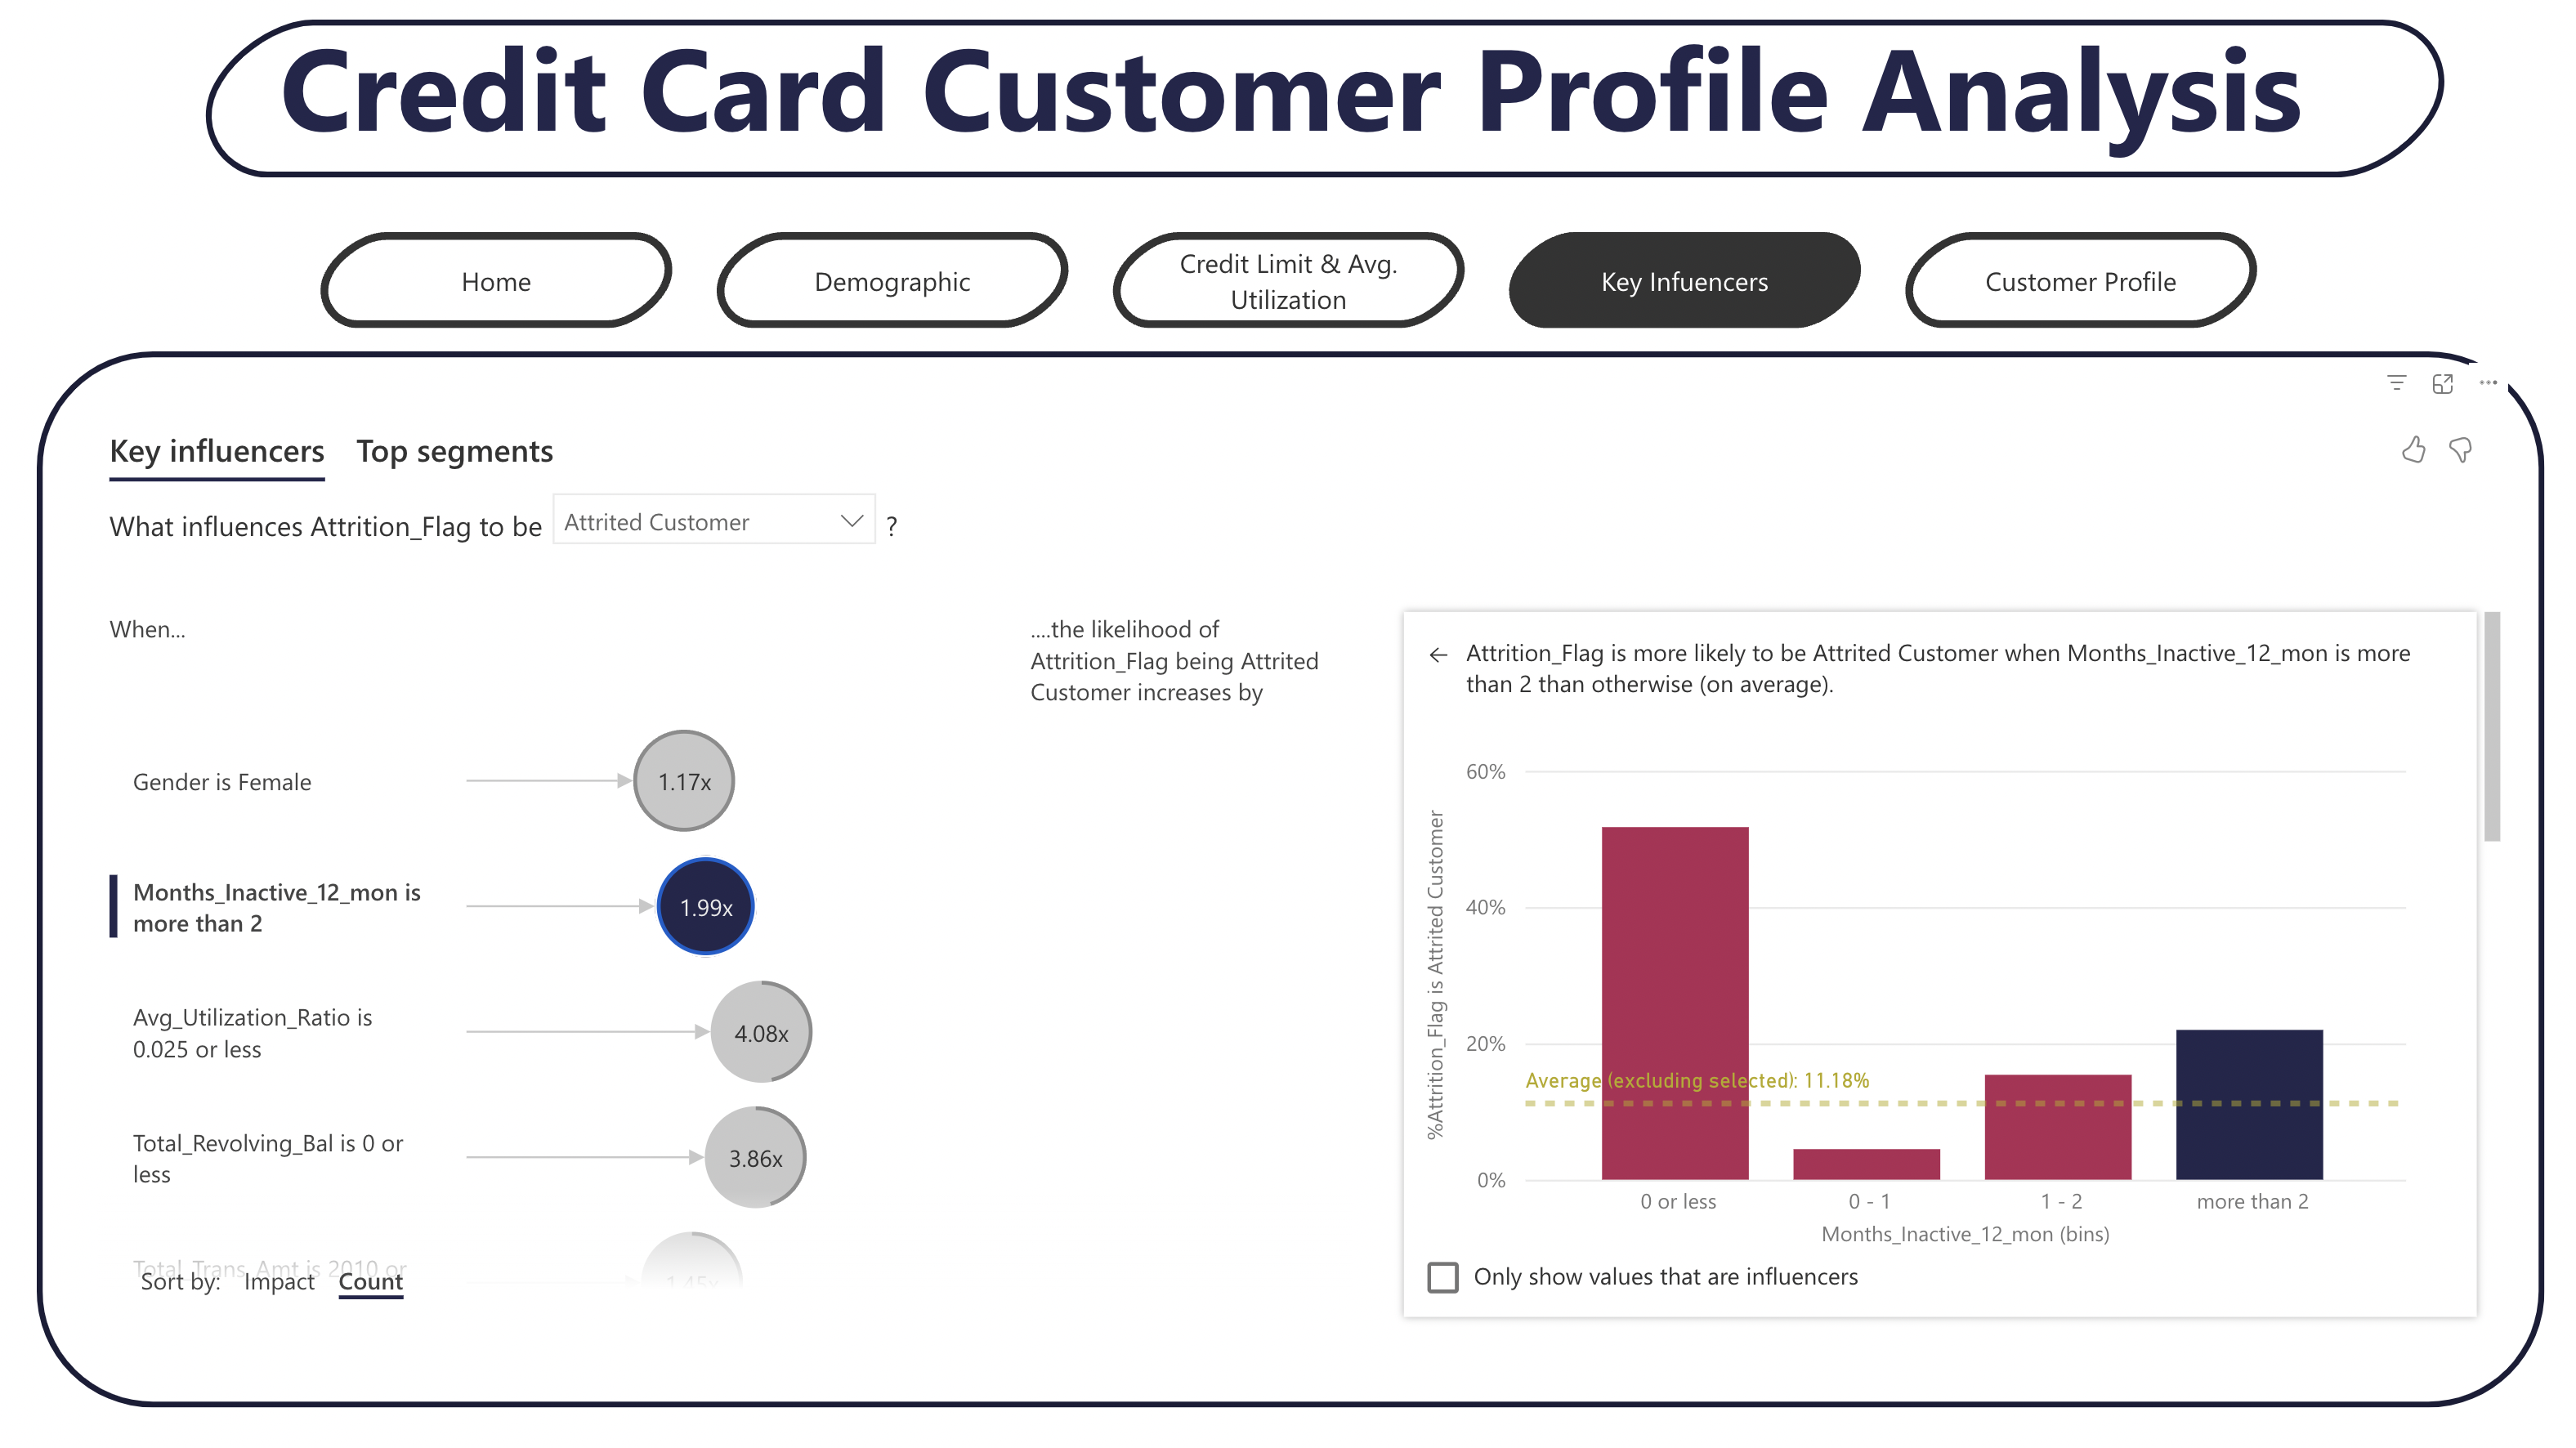 Credit Card Customer Profile Analysis
Home
Demographic
Credit Limit & Avg.
Utilization
Key Infuencers
Customer Profile
Key influencers
Top segments
What influences Attrition_Flag to be
Attrited Customer
?
When...
....the likelihood of
Attrition_Flag being Attrited
Customer increases by
Gender is Female
1.17x
Months_Inactive_12_mon is
more than 2
1.99x
Avg_Utilization_Ratio is
0.025 or less
4.08x
Total_Revolving_Bal is 0 or
less
3.86x
Total_Trans_Amt is 2010 or
1.45x
Sort by:
Impact
Count
← Attrition_Flag is more likely to be Attrited Customer when Months_Inactive_12_mon is more
than 2 than otherwise (on average).
%Attrition_Flag is Attrited Customer
60%
40%
20%
0%
Average (excluding selected): 11.18%
0 or less
0 - 1
1 - 2
more than 2
Months_Inactive_12_mon (bins)
Only show values that are influencers